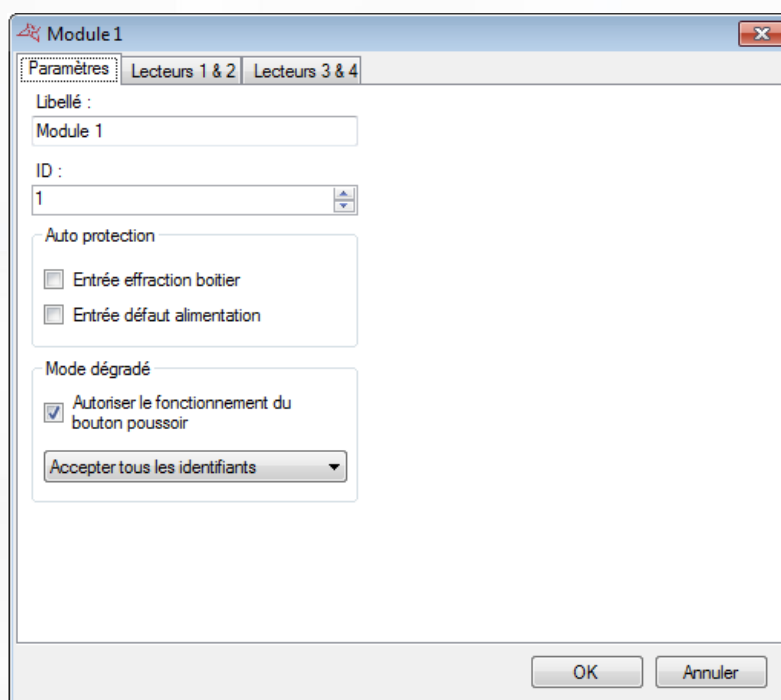 Module 1
Paramètres Lecteurs 1 & 2 Lecteurs 3 & 4
Libellé :
Module 1
ID :
1
Auto protection
Entrée effraction boitier
Entrée défaut alimentation
Mode dégradé
Autoriser le fonctionnement du
bouton poussoir
Accepter tous les identifiants
OK Annuler